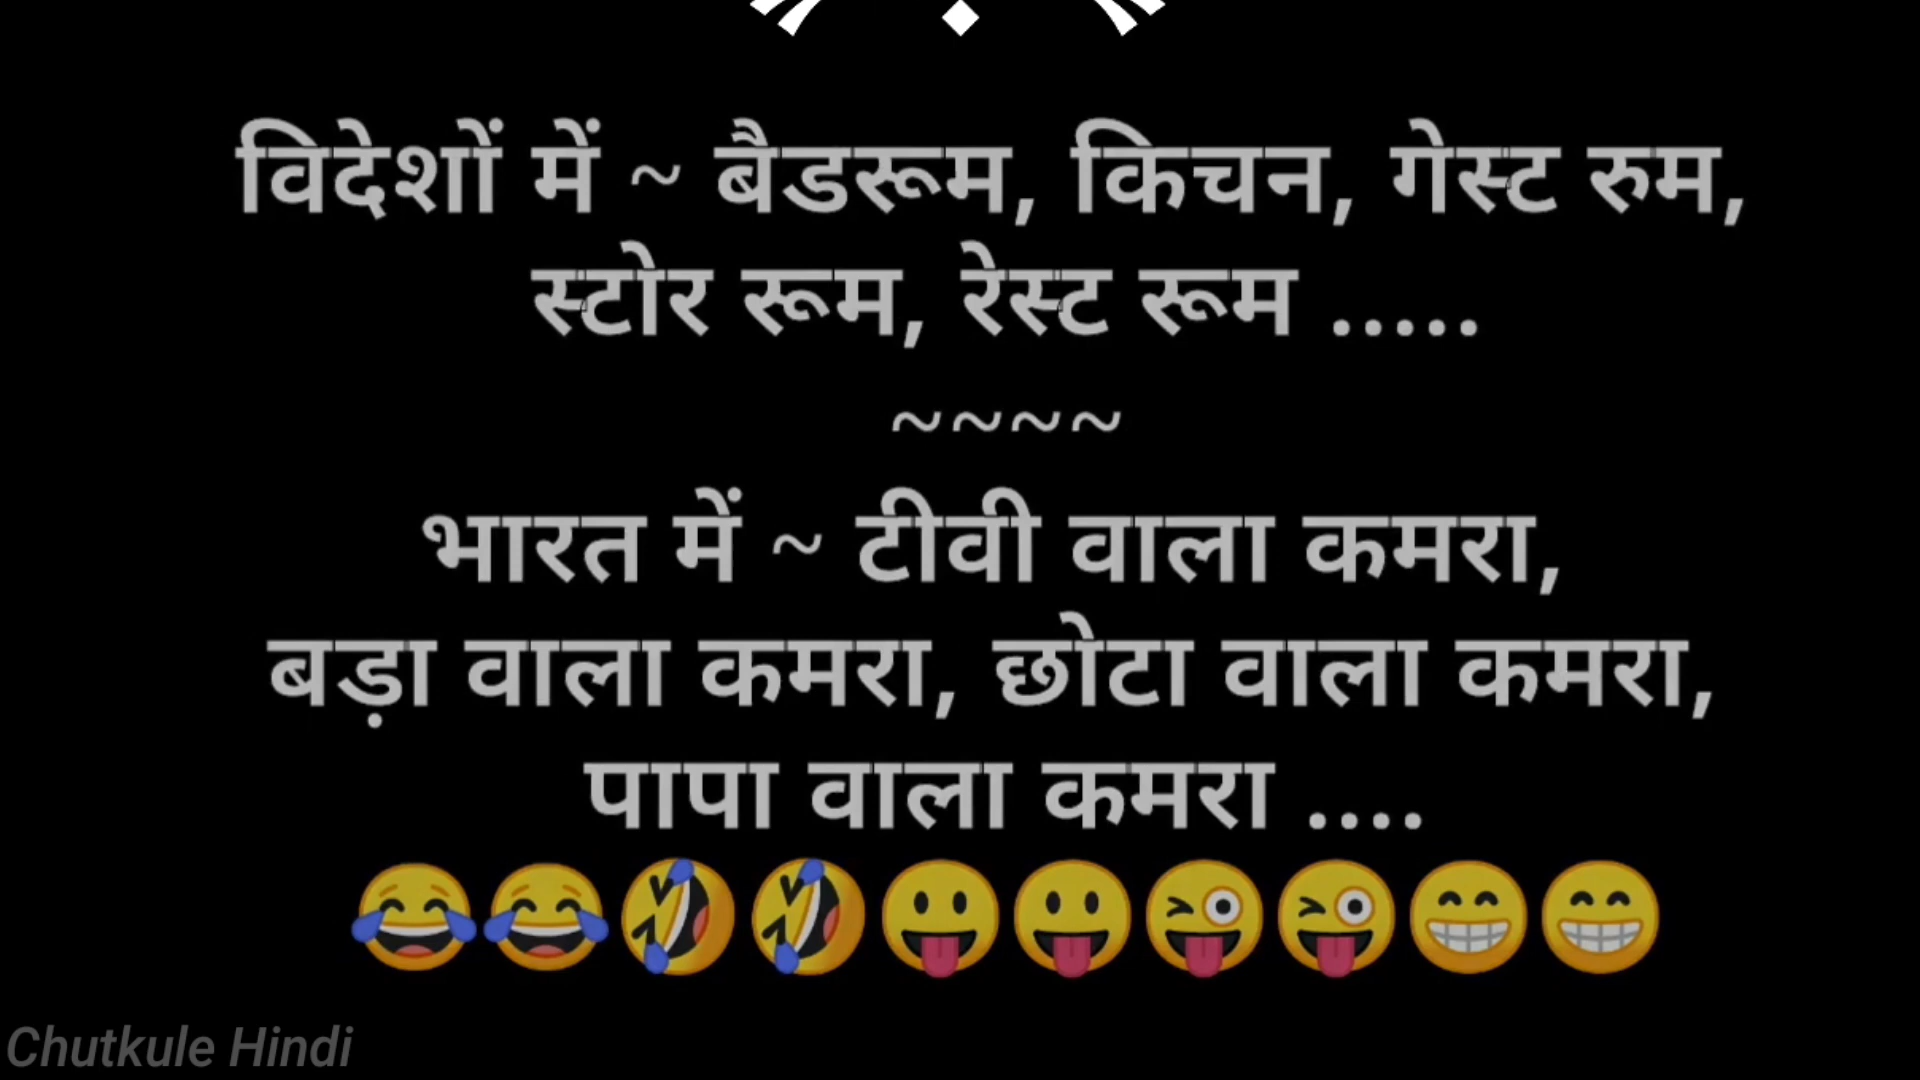 विदेशों में ~ बैडरूम, किचन, गेस्ट रुम,
स्टोर रूम, रेस्ट रूम .....
~~~~
भारत में ~ टीवी वाला कमरा,
बड़ा वाला कमरा, छोटा वाला कमरा,
पापा वाला कमरा ....
😂😂🤣🤣😛😛😜😜😁😁
Chutkule Hindi